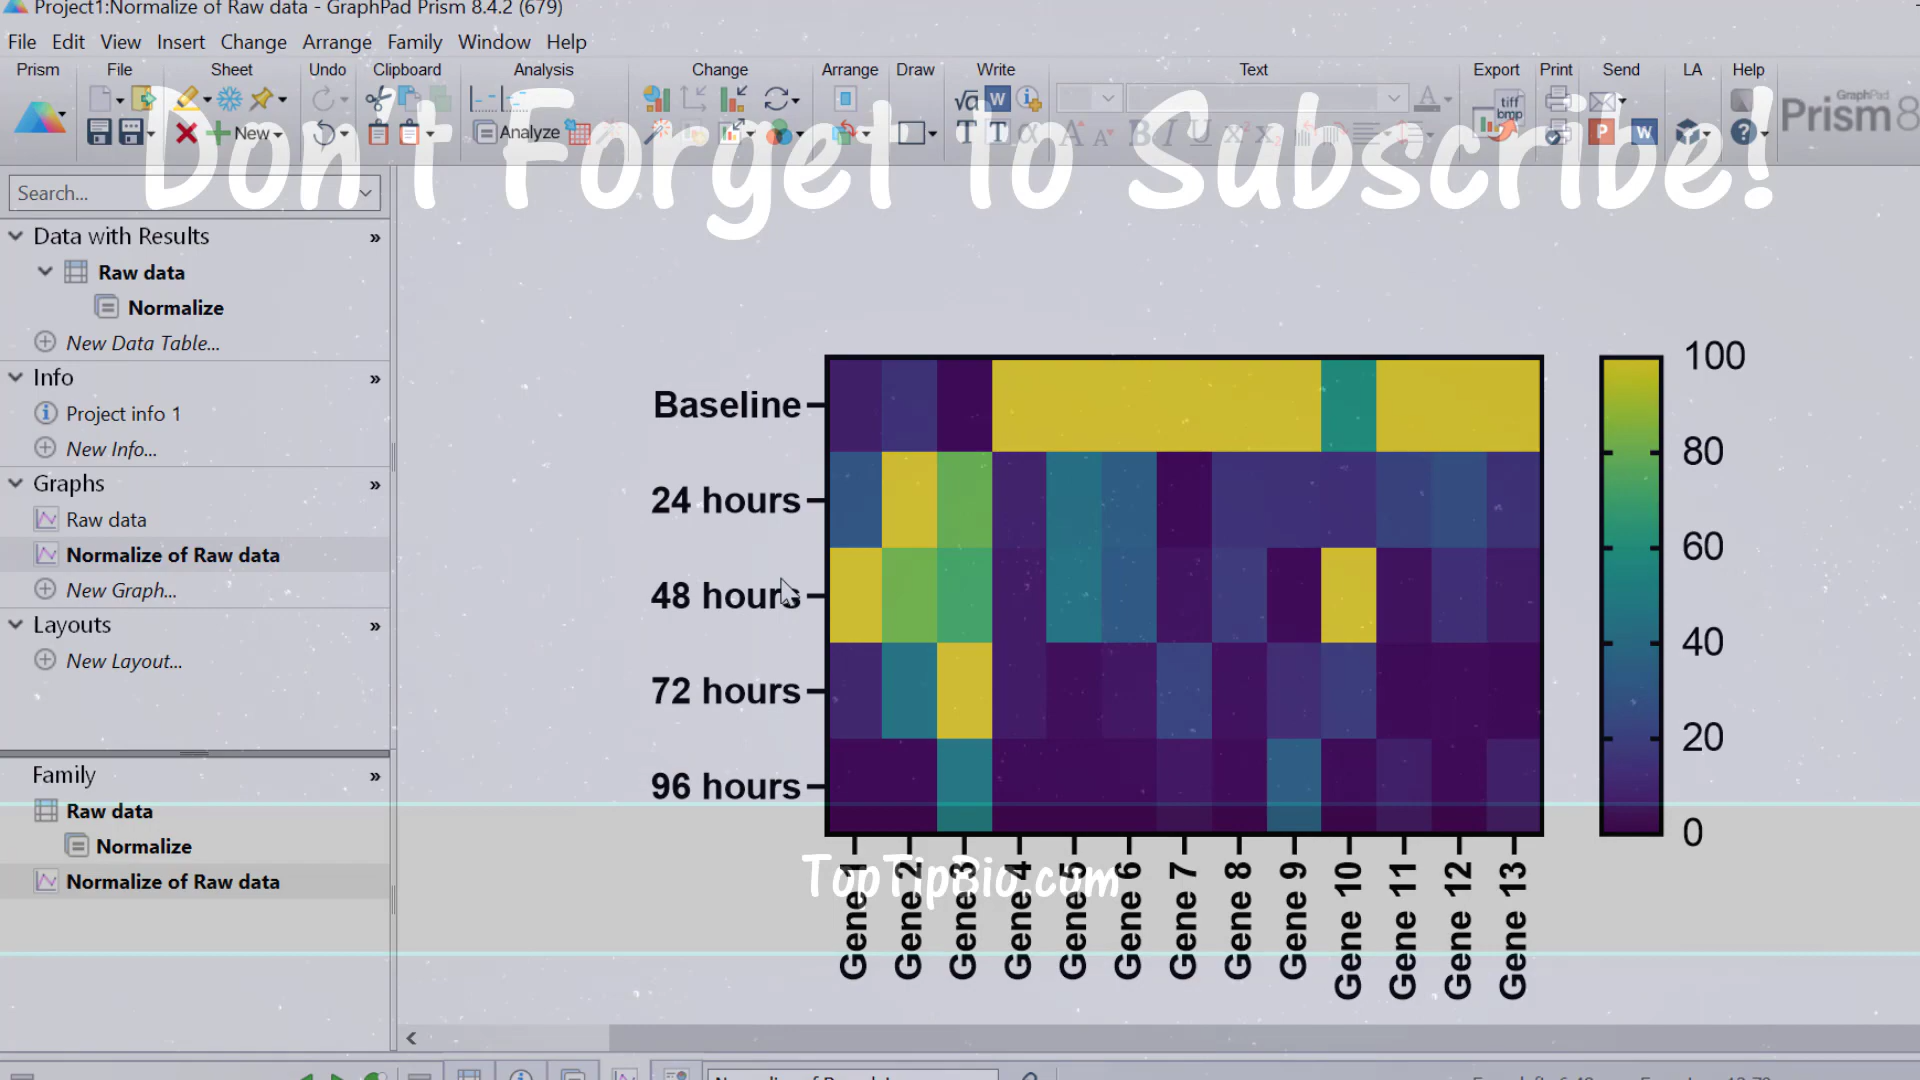 Project1:Normalize of Raw data - GraphPad Prism 8.4.2 (679)
File Edit View Insert Change Arrange Family Window Help
Prism File Sheet Undo Clipboard Analysis Change Arrange Draw Write Text Export Print Send LA Help
New
Analyze
tiff
bmp
GraphPad
Prism 8
Don't Forget To Subscribe!
Search...
Data with Results
Raw data
Normalize
New Data Table...
Info
Project info 1
New Info...
Graphs
Raw data
Normalize of Raw data
New Graph...
Layouts
New Layout...
Family
Raw data
Normalize
Normalize of Raw data
Baseline
24 hours
48 hours
72 hours
96 hours
100
80
60
40
20
0
Gene 1
Gene 2
Gene 3
Gene 4
Gene 5
Gene 6
Gene 7
Gene 8
Gene 9
Gene 10
Gene 11
Gene 12
Gene 13
TopTipBio.com